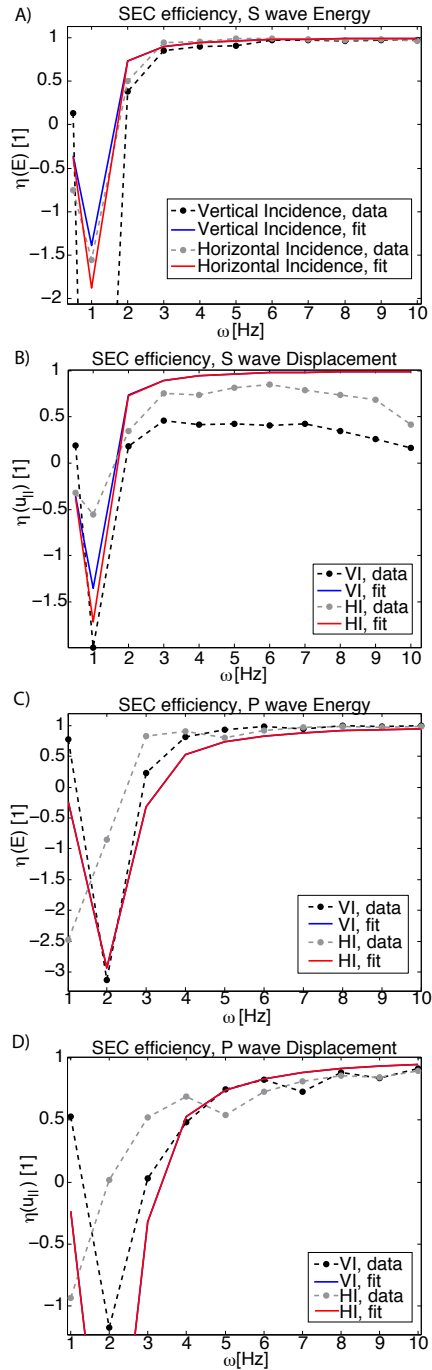 A)
SEC efficiency, S wave Energy
η(E) [1]
1
0.5
0
−0.5
−1
−1.5
−2
Vertical Incidence, data
Vertical Incidence, fit
Horizontal Incidence, data
Horizontal Incidence, fit
1 2 3 4 5 6 7 8 9 10
ω[Hz]
B)
SEC efficiency, S wave Displacement
η(u||) [1]
1
0.5
0
−0.5
−1
−1.5
VI, data
VI, fit
HI, data
HI, fit
1 2 3 4 5 6 7 8 9 10
ω[Hz]
C)
SEC efficiency, P wave Energy
η(E) [1]
1
0.5
0
−0.5
−1
−1.5
−2
−2.5
−3
VI, data
VI, fit
HI, data
HI, fit
1 2 3 4 5 6 7 8 9 10
ω[Hz]
D)
SEC efficiency, P wave Displacement
η(u||) [1]
1
0.5
0
−0.5
−1
VI, data
VI, fit
HI, data
HI, fit
1 2 3 4 5 6 7 8 9 10
ω[Hz]